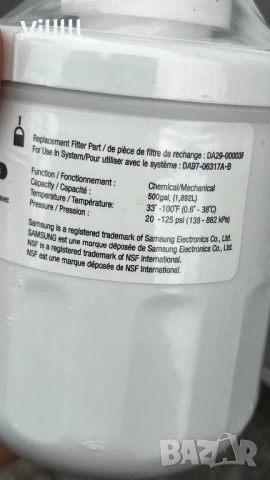 villlll
Replacement Filter Part / de pièce de filtre de rechange : DA29-00003F
For Use In System/Pour utiliser avec le système : DA97-06317A-B
Function / Fonctionnement : Chemical/Mechanical
Capacity / Capacité : 500gal, (1,892L)
Temperature / Température : 33˚-100˚F (0.6˚- 38˚C)
Pressure / Pression : 20 -125 psi (138 - 862 kPa)
Samsung is a registered trademark of Samsung Electronics Co., Ltd.
SAMSUNG est une marque déposée de Samsung Electronics Co., Ltd.
NSF is a registered trademark of NSF International.
NSF est une marque déposée de NSF International.
BAZAR.BG